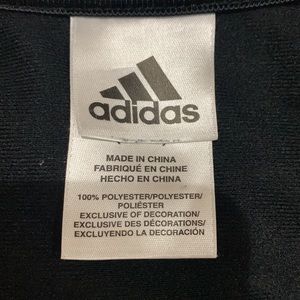 adidas
MADE IN CHINA
FABRIQUÉ EN CHINE
HECHO EN CHINA
100% POLYESTER/POLYESTER/
POLIÉSTER
EXCLUSIVE OF DECORATION/
EXCLUSIVE DES DÉCORATIONS/
EXCLUYENDO LA DECORACIÓN